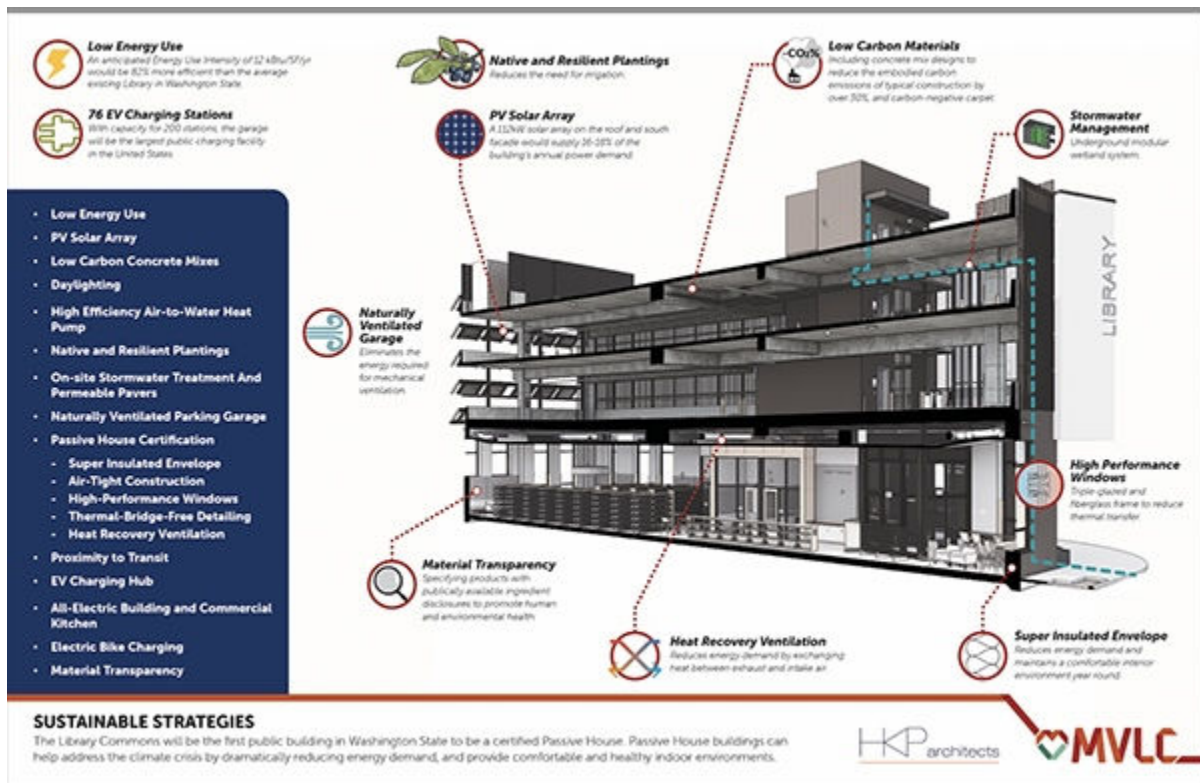 Low Energy Use
An anticipated Energy Use Intensity of 12 kBtu/SF/yr
would be 82% more efficient than the average
existing Library in Washington State.
76 EV Charging Stations
With capacity for 200 stations, the garage
will be the largest public charging facility
in the United States
Native and Resilient Plantings
Reduces the need for irrigation.
PV Solar Array
A 112kW solar array on the roof and south
facade would supply 16-18% of the
building's annual power demand
-CO2%
Low Carbon Materials
Including concrete mix designs to
reduce the embodied carbon
emissions of typical construction by
over 30%, and carbon-negative carpet.
Stormwater
Management
Underground modular
wetland system.
• Low Energy Use
• PV Solar Array
• Low Carbon Concrete Mixes
• Daylighting
• High Efficiency Air-to-Water Heat
Pump
• Native and Resilient Plantings
• On-site Stormwater Treatment And
Permeable Pavers
• Naturally Ventilated Parking Garage
• Passive House Certification
- Super Insulated Envelope
- Air-Tight Construction
- High-Performance Windows
- Thermal-Bridge-Free Detailing
- Heat Recovery Ventilation
• Proximity to Transit
• EV Charging Hub
• All-Electric Building and Commercial
Kitchen
• Electric Bike Charging
• Material Transparency
Naturally
Ventilated
Garage
Eliminates the
energy required
for mechanical
ventilation.
LIBRARY
High Performance
Windows
Triple-glazed and
fiberglass frame to reduce
thermal transfer
Material Transparency
Specifying products with
publically available ingredient
disclosures to promote human
and environmental health
Heat Recovery Ventilation
Reduces energy demand by exchanging
heat between exhaust and intake air
Super Insulated Envelope
Reduces energy demand and
maintains a comfortable interior
environment year round.
SUSTAINABLE STRATEGIES
The Library Commons will be the first public building in Washington State to be a certified Passive House. Passive House buildings can
help address the climate crisis by drastically reducing energy demand, and provide comfortable and healthy indoor environments.
HKP architects
MVLC